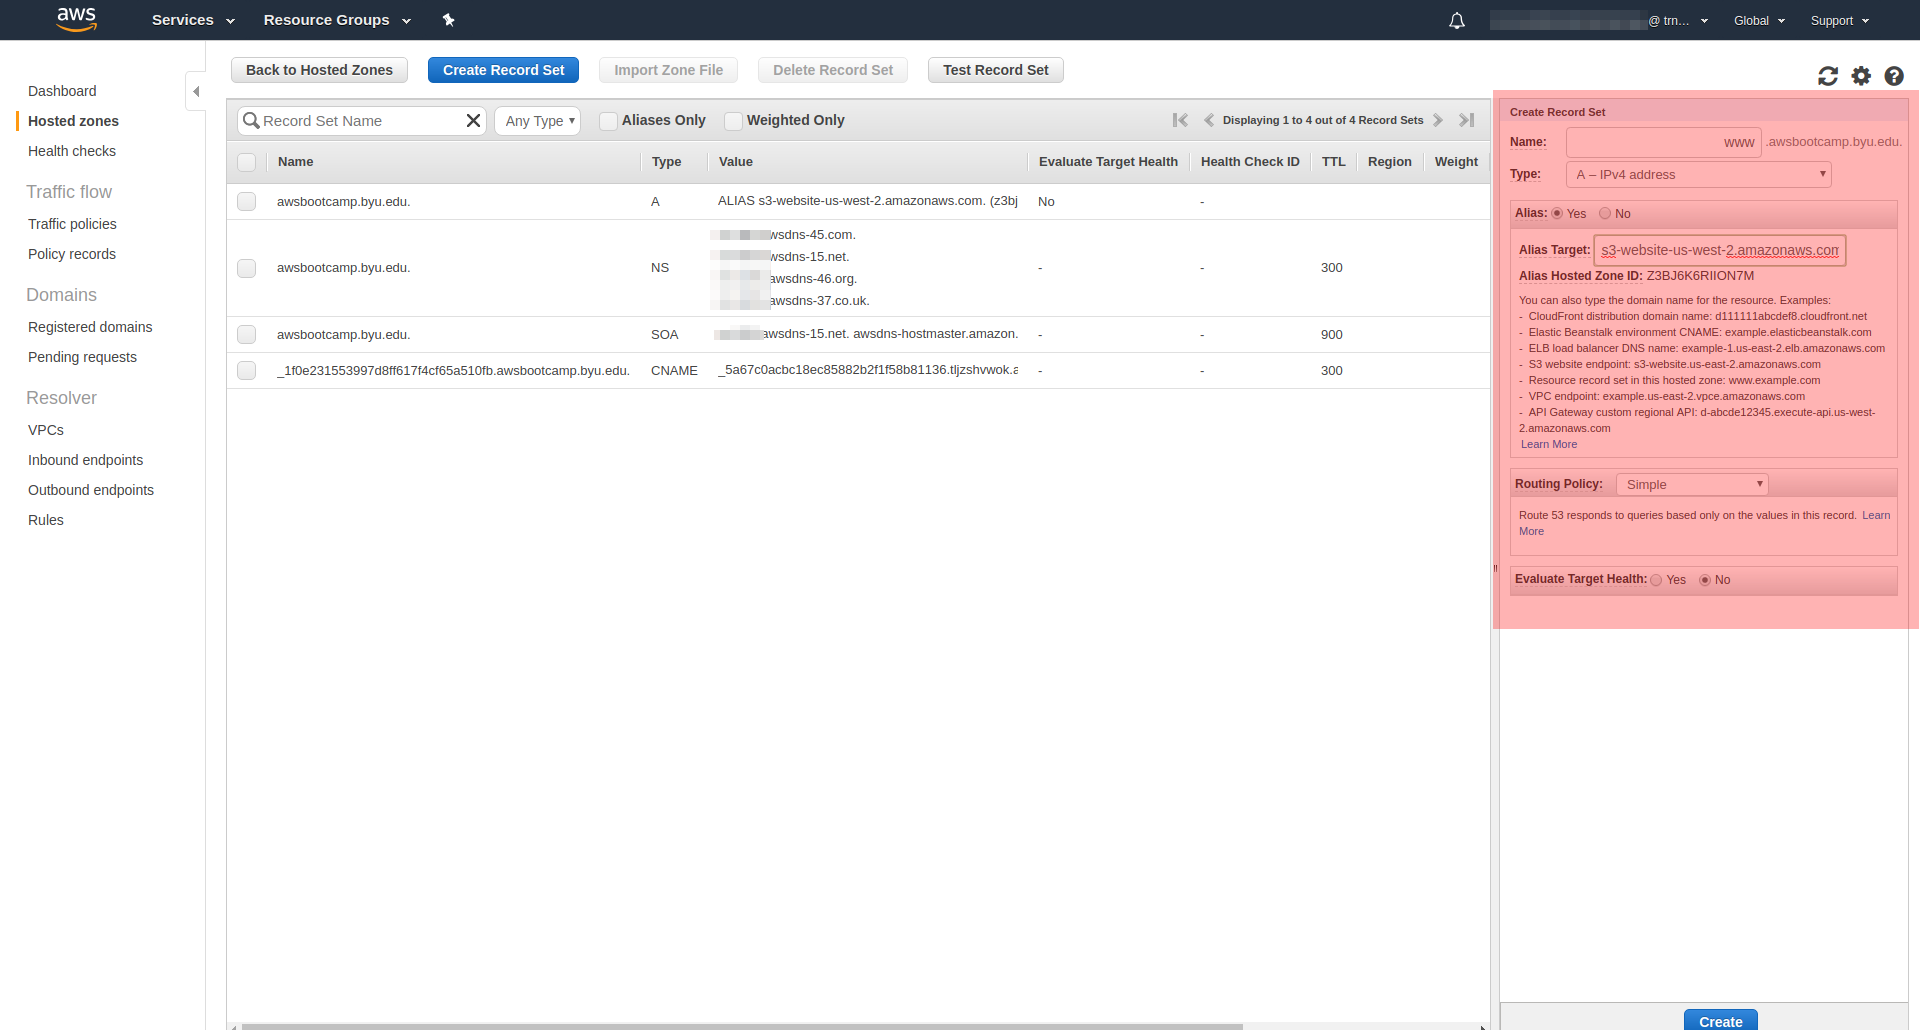 aws Services Resource Groups @ trn... Global Support
Back to Hosted Zones Create Record Set Import Zone File Delete Record Set Test Record Set
Dashboard
Hosted zones
Health checks
Traffic flow
Traffic policies
Policy records
Domains
Registered domains
Pending requests
Resolver
VPCs
Inbound endpoints
Outbound endpoints
Rules
Record Set Name Any Type Aliases Only Weighted Only Displaying 1 to 4 out of 4 Record Sets
Name Type Value Evaluate Target Health Health Check ID TTL Region Weight
awsbootcamp.byu.edu. A ALIAS s3-website-us-west-2.amazonaws.com. (z3bj No -
wsdns-45.com.
wsdns-15.net.
awsbootcamp.byu.edu. NS - - 300
awsdns-46.org.
awsdns-37.co.uk.
awsbootcamp.byu.edu. SOA awsdns-15.net. awsdns-hostmaster.amazon. - - 900
_1f0e231553997d8ff617f4cf65a510fb.awsbootcamp.byu.edu. CNAME _5a67c0acbc18ec85882b2f1f58b81136.tljzshvwok.a - - 300
Create Record Set
Name: www .awsbootcamp.byu.edu.
Type: A – IPv4 address
Alias: Yes No
Alias Target: s3-website-us-west-2.amazonaws.com
Alias Hosted Zone ID: Z3BJ6K6RIION7M
You can also type the domain name for the resource. Examples:
- CloudFront distribution domain name: d111111abcdef8.cloudfront.net
- Elastic Beanstalk environment CNAME: example.elasticbeanstalk.com
- ELB load balancer DNS name: example-1.us-east-2.elb.amazonaws.com
- S3 website endpoint: s3-website.us-east-2.amazonaws.com
- Resource record set in this hosted zone: www.example.com
- VPC endpoint: example.us-east-2.vpce.amazonaws.com
- API Gateway custom regional API: d-abcde12345.execute-api.us-west-
2.amazonaws.com
Learn More
Routing Policy: Simple
Route 53 responds to queries based only on the values in this record. Learn
More
Evaluate Target Health: Yes No
Create